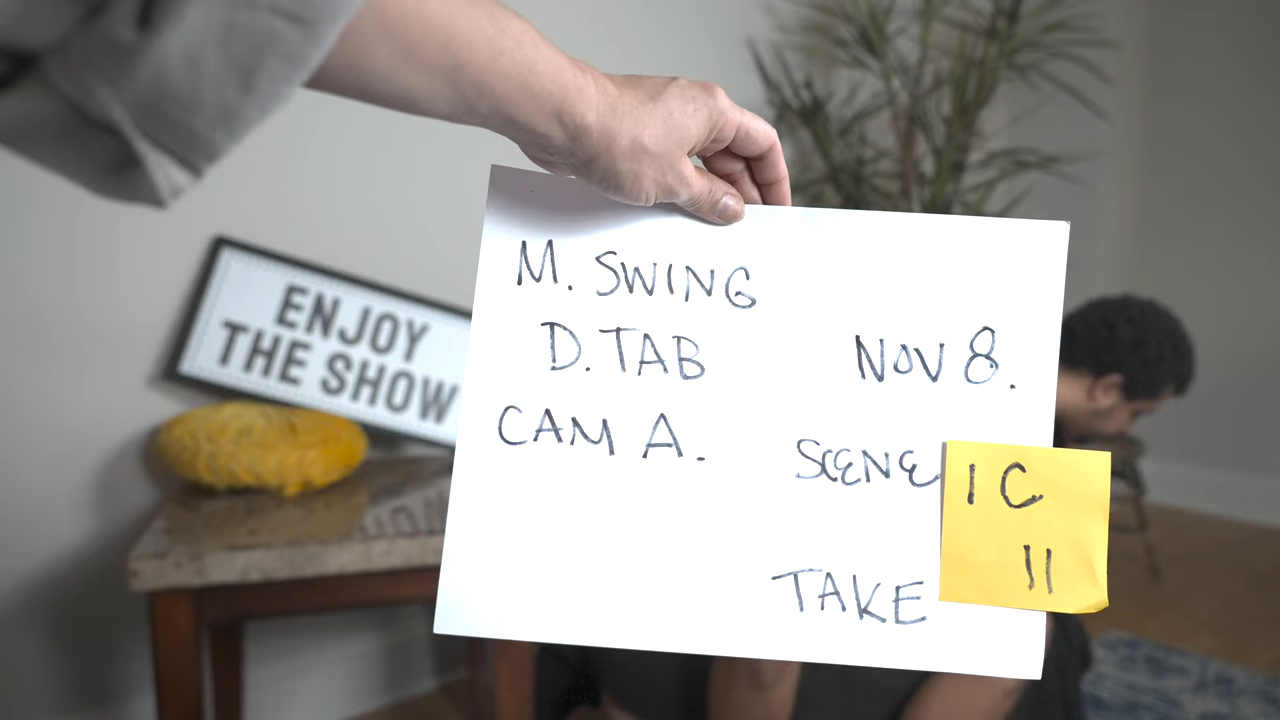 ENJOY
THE SHOW
M. SWING
D. TAB
NOV 8.
CAM A.
SCENE 1C
TAKE 11